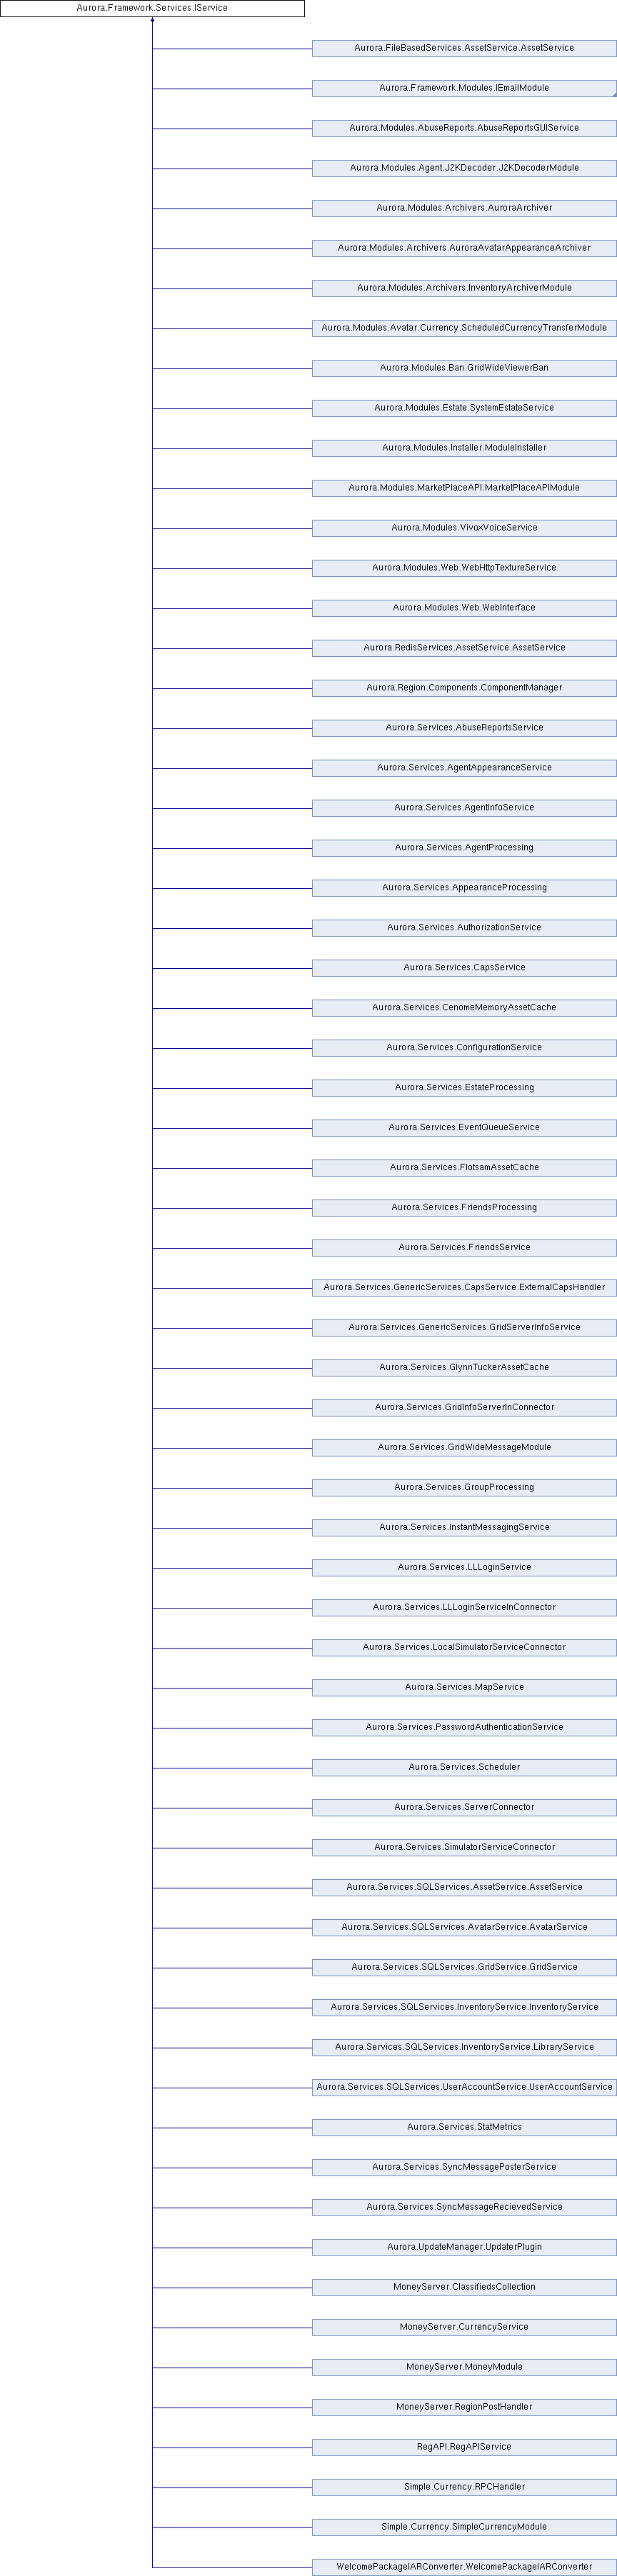 Aurora.Framework.Services.IService
Aurora.FileBasedServices.AssetService.AssetService
Aurora.Framework.Modules.IEmailModule
Aurora.Modules.AbuseReports.AbuseReportsGUIService
Aurora.Modules.Agent.J2KDecoder.J2KDecoderModule
Aurora.Modules.Archivers.AuroraArchiver
Aurora.Modules.Archivers.AuroraAvatarAppearanceArchiver
Aurora.Modules.Archivers.InventoryArchiverModule
Aurora.Modules.Avatar.Currency.ScheduledCurrencyTransferModule
Aurora.Modules.Ban.GridWideViewerBan
Aurora.Modules.Estate.SystemEstateService
Aurora.Modules.Installer.ModuleInstaller
Aurora.Modules.MarketPlaceAPI.MarketPlaceAPIModule
Aurora.Modules.VivoxVoiceService
Aurora.Modules.Web.WebHttpTextureService
Aurora.Modules.Web.WebInterface
Aurora.RedisServices.AssetService.AssetService
Aurora.Region.Components.ComponentManager
Aurora.Services.AbuseReportsService
Aurora.Services.AgentAppearanceService
Aurora.Services.AgentInfoService
Aurora.Services.AgentProcessing
Aurora.Services.AppearanceProcessing
Aurora.Services.AuthorizationService
Aurora.Services.CapsService
Aurora.Services.CenomeMemoryAssetCache
Aurora.Services.ConfigurationService
Aurora.Services.EstateProcessing
Aurora.Services.EventQueueService
Aurora.Services.FlotsamAssetCache
Aurora.Services.FriendsProcessing
Aurora.Services.FriendsService
Aurora.Services.GenericServices.CapsService.ExternalCapsHandler
Aurora.Services.GenericServices.GridServerInfoService
Aurora.Services.GlynnTuckerAssetCache
Aurora.Services.GridInfoServerInConnector
Aurora.Services.GridWideMessageModule
Aurora.Services.GroupProcessing
Aurora.Services.InstantMessagingService
Aurora.Services.LLLoginService
Aurora.Services.LLLoginServiceInConnector
Aurora.Services.LocalSimulatorServiceConnector
Aurora.Services.MapService
Aurora.Services.PasswordAuthenticationService
Aurora.Services.Scheduler
Aurora.Services.ServerConnector
Aurora.Services.SimulatorServiceConnector
Aurora.Services.SQLServices.AssetService.AssetService
Aurora.Services.SQLServices.AvatarService.AvatarService
Aurora.Services.SQLServices.GridService.GridService
Aurora.Services.SQLServices.InventoryService.InventoryService
Aurora.Services.SQLServices.InventoryService.LibraryService
Aurora.Services.SQLServices.UserAccountService.UserAccountService
Aurora.Services.StatMetrics
Aurora.Services.SyncMessagePosterService
Aurora.Services.SyncMessageRecievedService
Aurora.UpdateManager.UpdaterPlugin
MoneyServer.ClassifiedsCollection
MoneyServer.CurrencyService
MoneyServer.MoneyModule
MoneyServer.RegionPostHandler
RegAPI.RegAPIService
Simple.Currency.RPCHandler
Simple.Currency.SimpleCurrencyModule
WelcomePackageIARConverter.WelcomePackageIARConverter